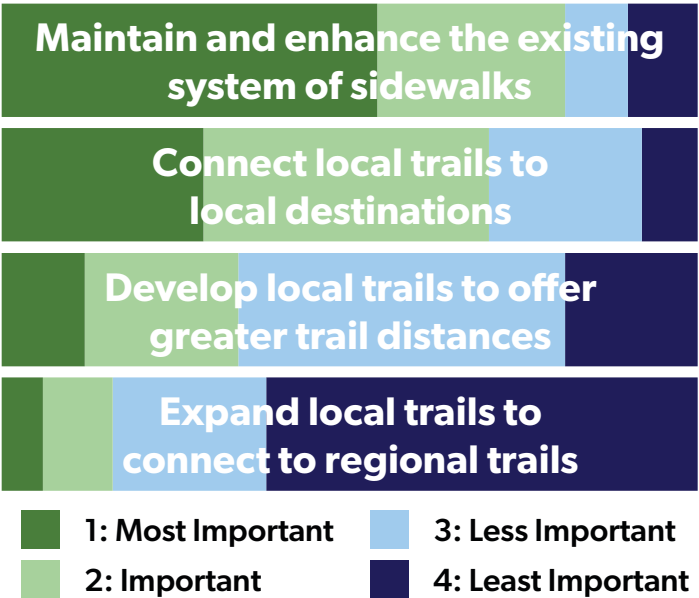 Maintain and enhance the existing
system of sidewalks
Connect local trails to
local destinations
Develop local trails to offer
greater trail distances
Expand local trails to
connect to regional trails
1: Most Important
3: Less Important
2: Important
4: Least Important